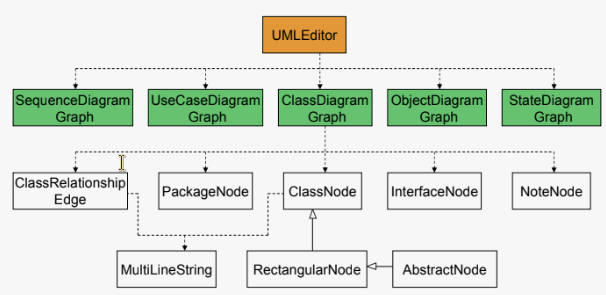 UMLEditor
SequenceDiagram
Graph
UseCaseDiagram
Graph
ClassDiagram
Graph
ObjectDiagram
Graph
StateDiagram
Graph
ClassRelationship
Edge
PackageNode
ClassNode
InterfaceNode
NoteNode
MultiLineString
RectangularNode
AbstractNode